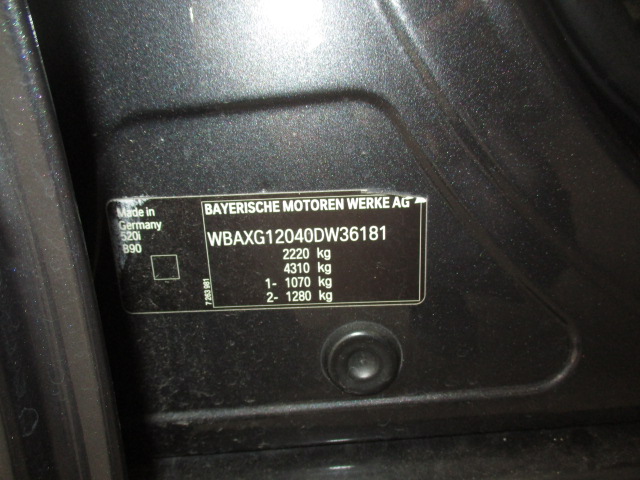 Made in
Germany
520i
B90
7 263 981
BAYERISCHE MOTOREN WERKE AG
WBAXG12040DW36181
2220 kg
4310 kg
1- 1070 kg
2- 1280 kg